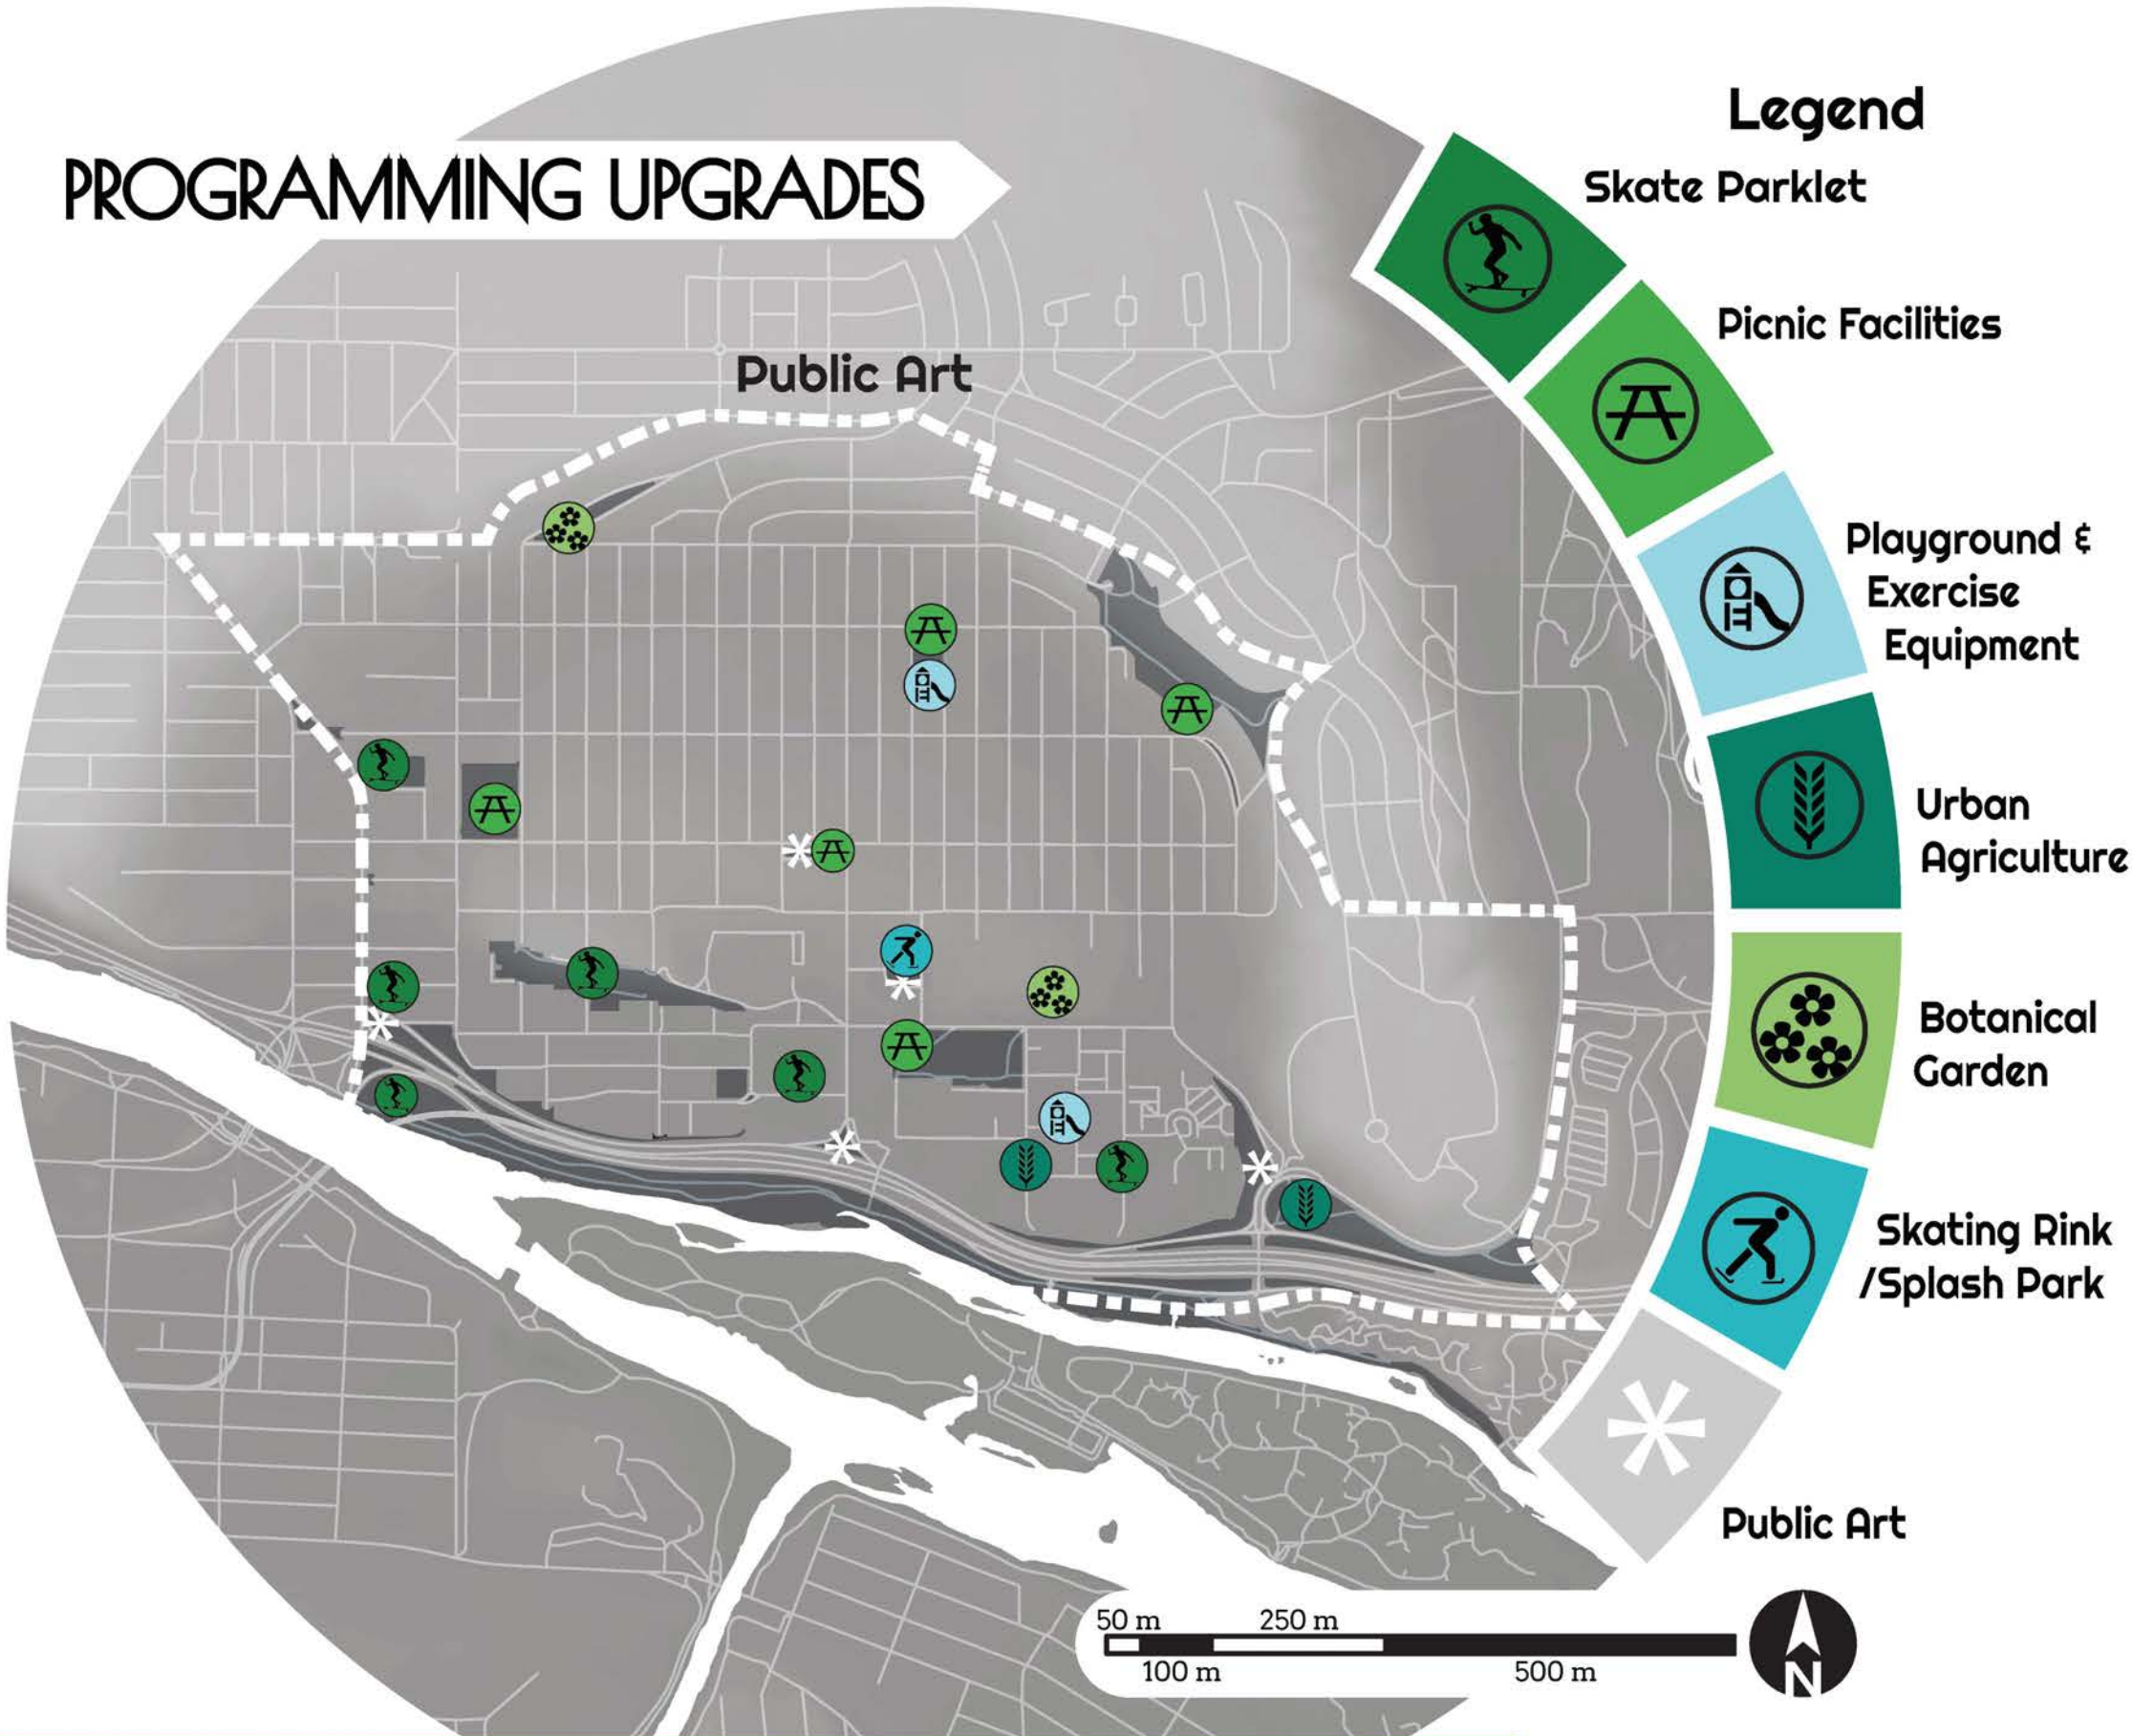 PROGRAMMING UPGRADES
Public Art
Legend
Skate Parklet
Picnic Facilities
Playground &
Exercise
Equipment
Urban
Agriculture
Botanical
Garden
Skating Rink
/Splash Park
Public Art
50 m
250 m
100 m
500 m
N